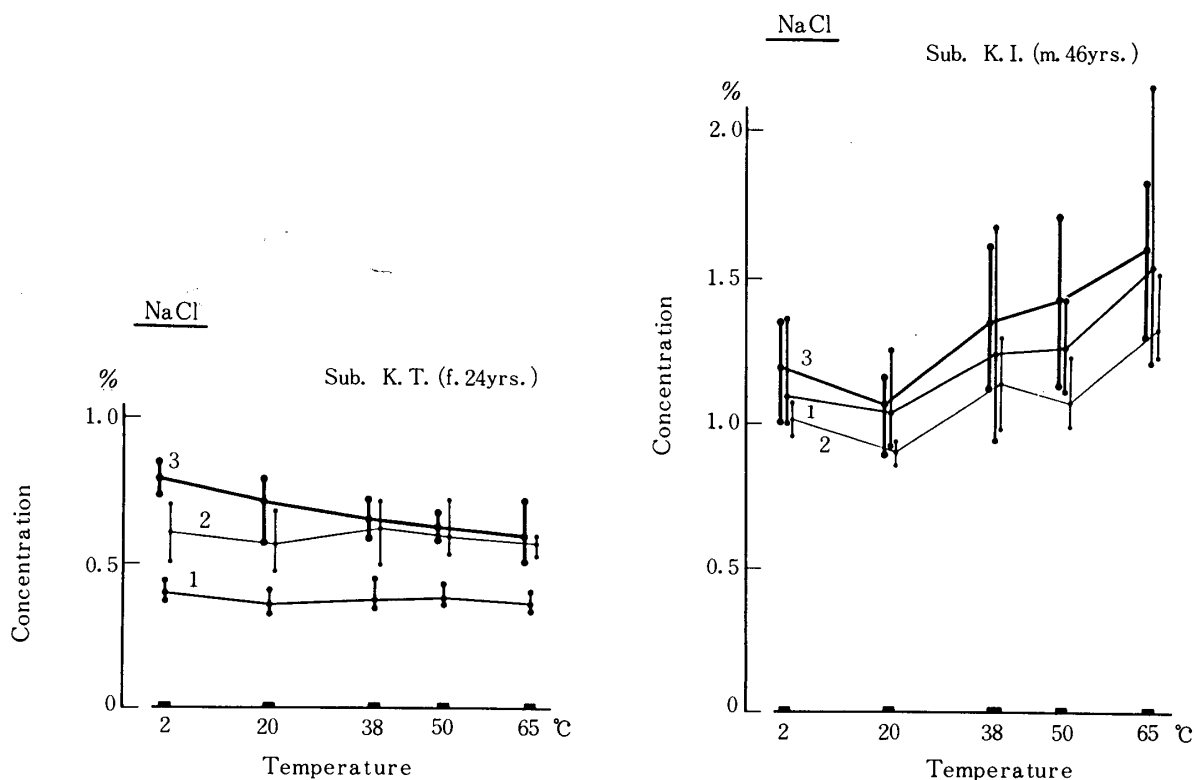 NaCl
Sub. K.T. (f. 24yrs.)
%
1.0
0.5
0
Concentration
3
2
1
2 20 38 50 65 ℃
Temperature
NaCl
Sub. K.I. (m. 46yrs.)
%
2.0
1.5
1.0
0.5
0
Concentration
3
1
2
2 20 38 50 65 ℃
Temperature